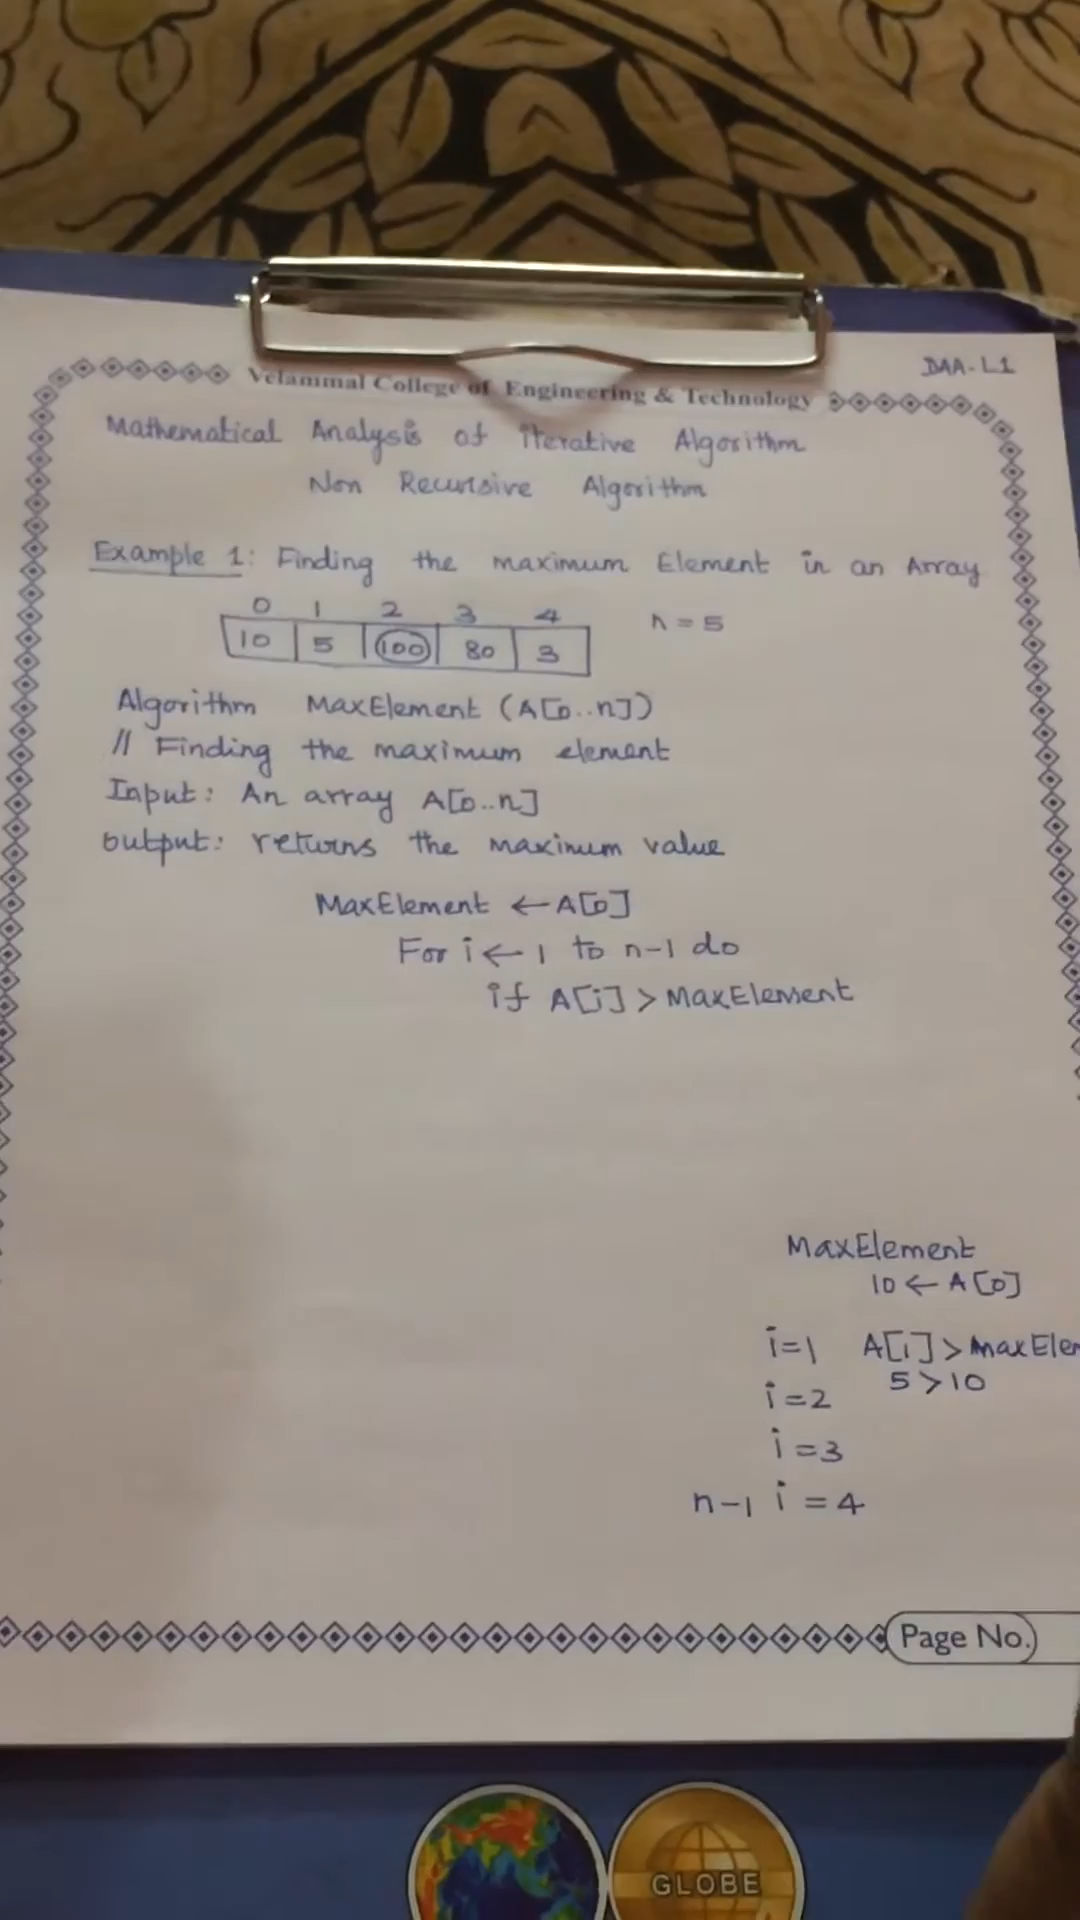 DAA-L1
Velammal College of Engineering & Technology
Mathematical Analysis of iterative Algorithm
Non Recursive Algorithm
Example 1: Finding the maximum Element in an Array
0 1 2 3 4
10 5 100 80 3 n = 5
Algorithm MaxElement (A[0..n])
// Finding the maximum element
Input: An array A[0..n]
output: returns the maximum value
MaxElement ← A[0]
For i ← 1 to n-1 do
if A[i] > MaxElement
MaxElement
10 ← A[0]
i=1 A[i] > MaxElem
5 > 10
i=2
i=3
n-1 i=4
Page No.
GLOBE